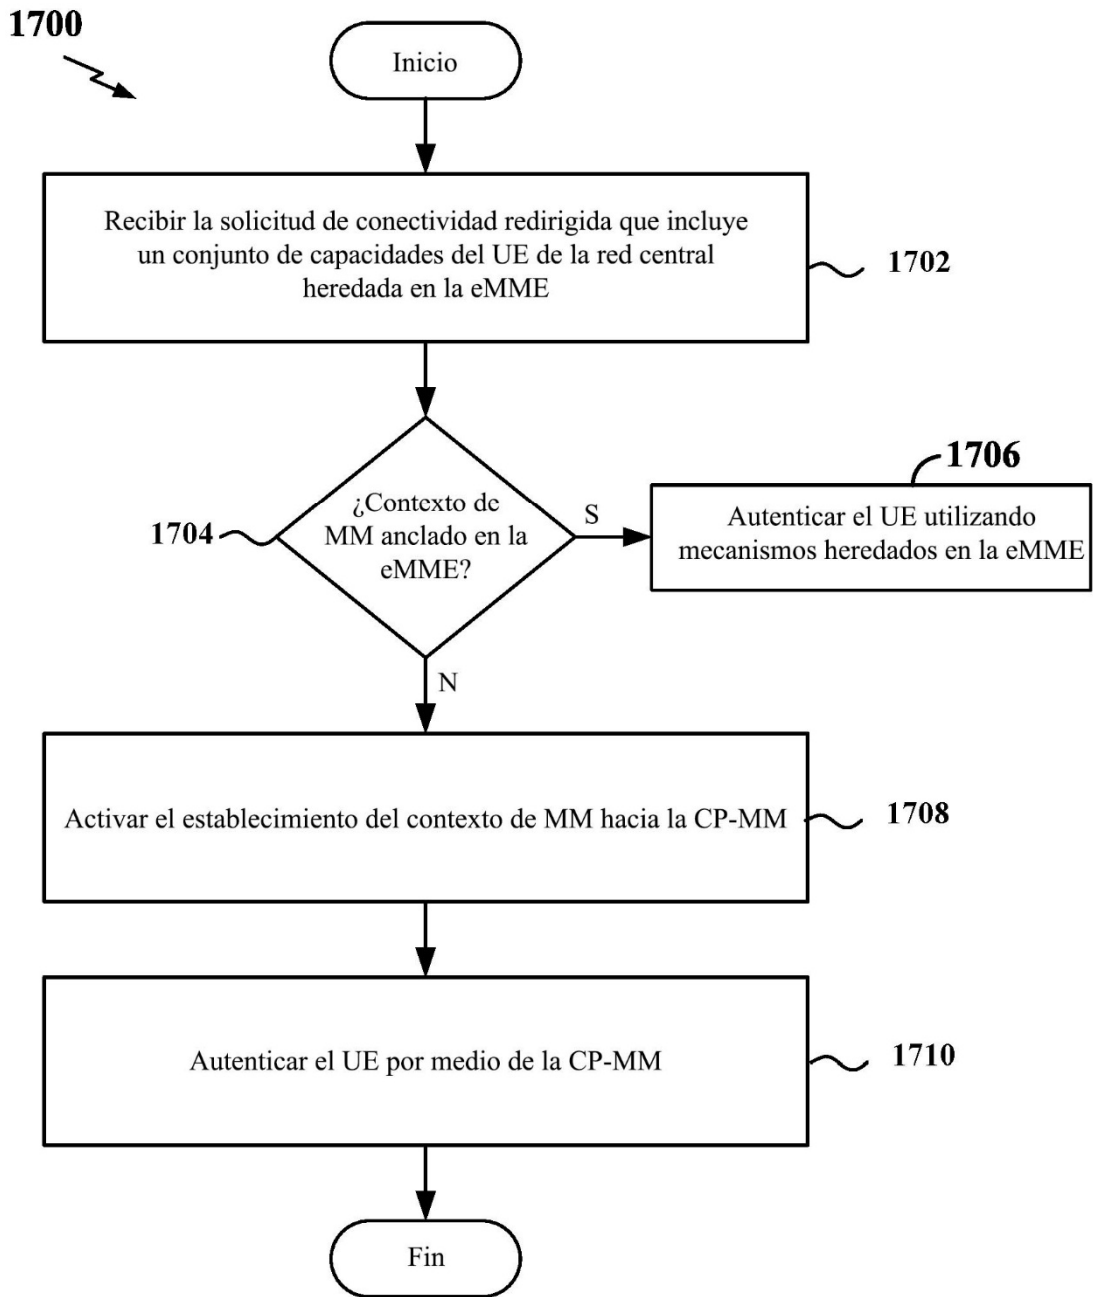 1700
Inicio
Recibir la solicitud de conectividad redirigida que incluye
un conjunto de capacidades del UE de la red central
heredada en la eMME
1702
¿Contexto de
MM anclado en la
eMME?
1704
S
1706
Autenticar el UE utilizando
mecanismos heredados en la eMME
N
Activar el establecimiento del contexto de MM hacia la CP-MM
1708
Autenticar el UE por medio de la CP-MM
1710
Fin